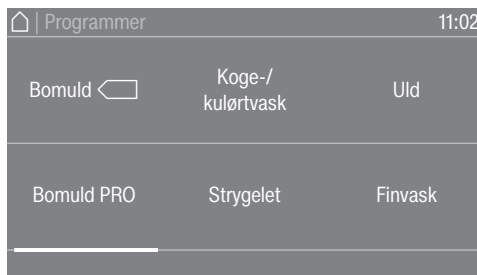 | Programmer 11:02
Bomuld
Koge-/
kulørtvask
Uld
Bomuld PRO
Strygelet
Finvask